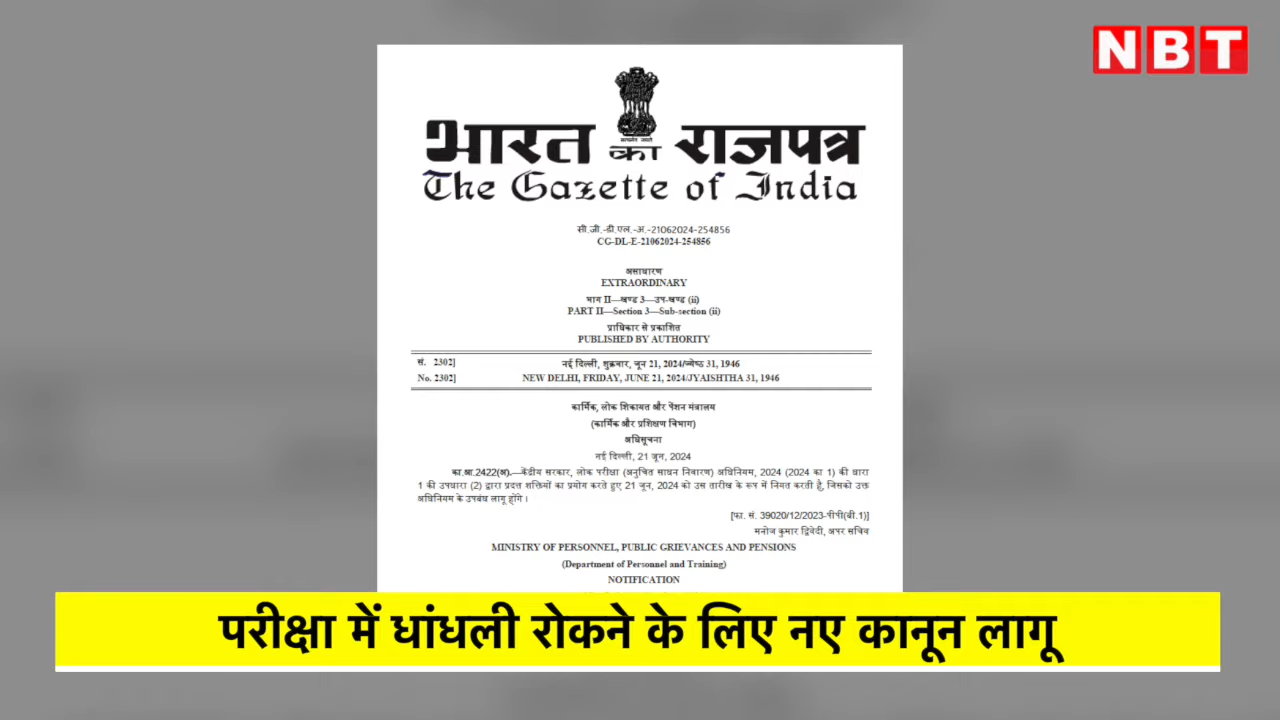 NBT
भारत का राजपत्र
The Gazette of India
सी.जी.-डी.एल.-अ.-21062024-254856
CG-DL-E-21062024-254856
असाधारण
EXTRAORDINARY
भाग II—खण्ड 3—उप-खण्ड (ii)
PART II—Section 3—Sub-section (ii)
प्राधिकार से प्रकाशित
PUBLISHED BY AUTHORITY
सं. 2302] नई दिल्ली, शुक्रवार, जून 21, 2024/ज्येष्ठ 31, 1946
No. 2302] NEW DELHI, FRIDAY, JUNE 21, 2024/JYAISHTHA 31, 1946
कार्मिक, लोक शिकायत और पेंशन मंत्रालय
(कार्मिक और प्रशिक्षण विभाग)
अधिसूचना
नई दिल्ली, 21 जून, 2024
का.आ.2422(अ).—केंद्रीय सरकार, लोक परीक्षा (अनुचित साधन निवारण) अधिनियम, 2024 (2024 का 1) की धारा
1 की उपधारा (2) द्वारा प्रदत्त शक्तियों का प्रयोग करते हुए 21 जून, 2024 को उस तारीख के रूप में नियत करती है, जिसको उक्त
अधिनियम के उपबंध लागू होंगे ।
[फा. सं. 39020/12/2023-पीपी(बी.1)]
मनोज कुमार द्विवेदी, अपर सचिव
MINISTRY OF PERSONNEL, PUBLIC GRIEVANCES AND PENSIONS
(Department of Personnel and Training)
NOTIFICATION
परीक्षा में धांधली रोकने के लिए नए कानून लागू